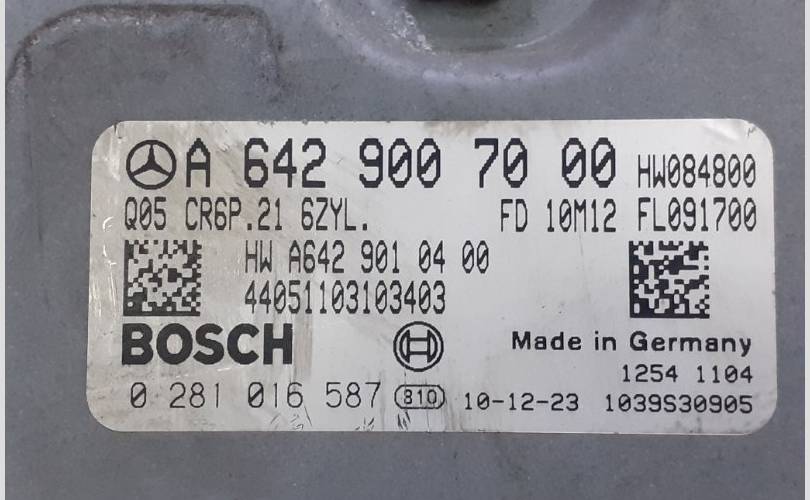 A 642 900 70 00 HW084800
Q05 CR6P.21 6ZYL. FD 10M12 FL091700
HW A642 901 04 00
44051103103403
BOSCH
Made in Germany
1254 1104
0 281 016 587 810 10-12-23 1039S30905